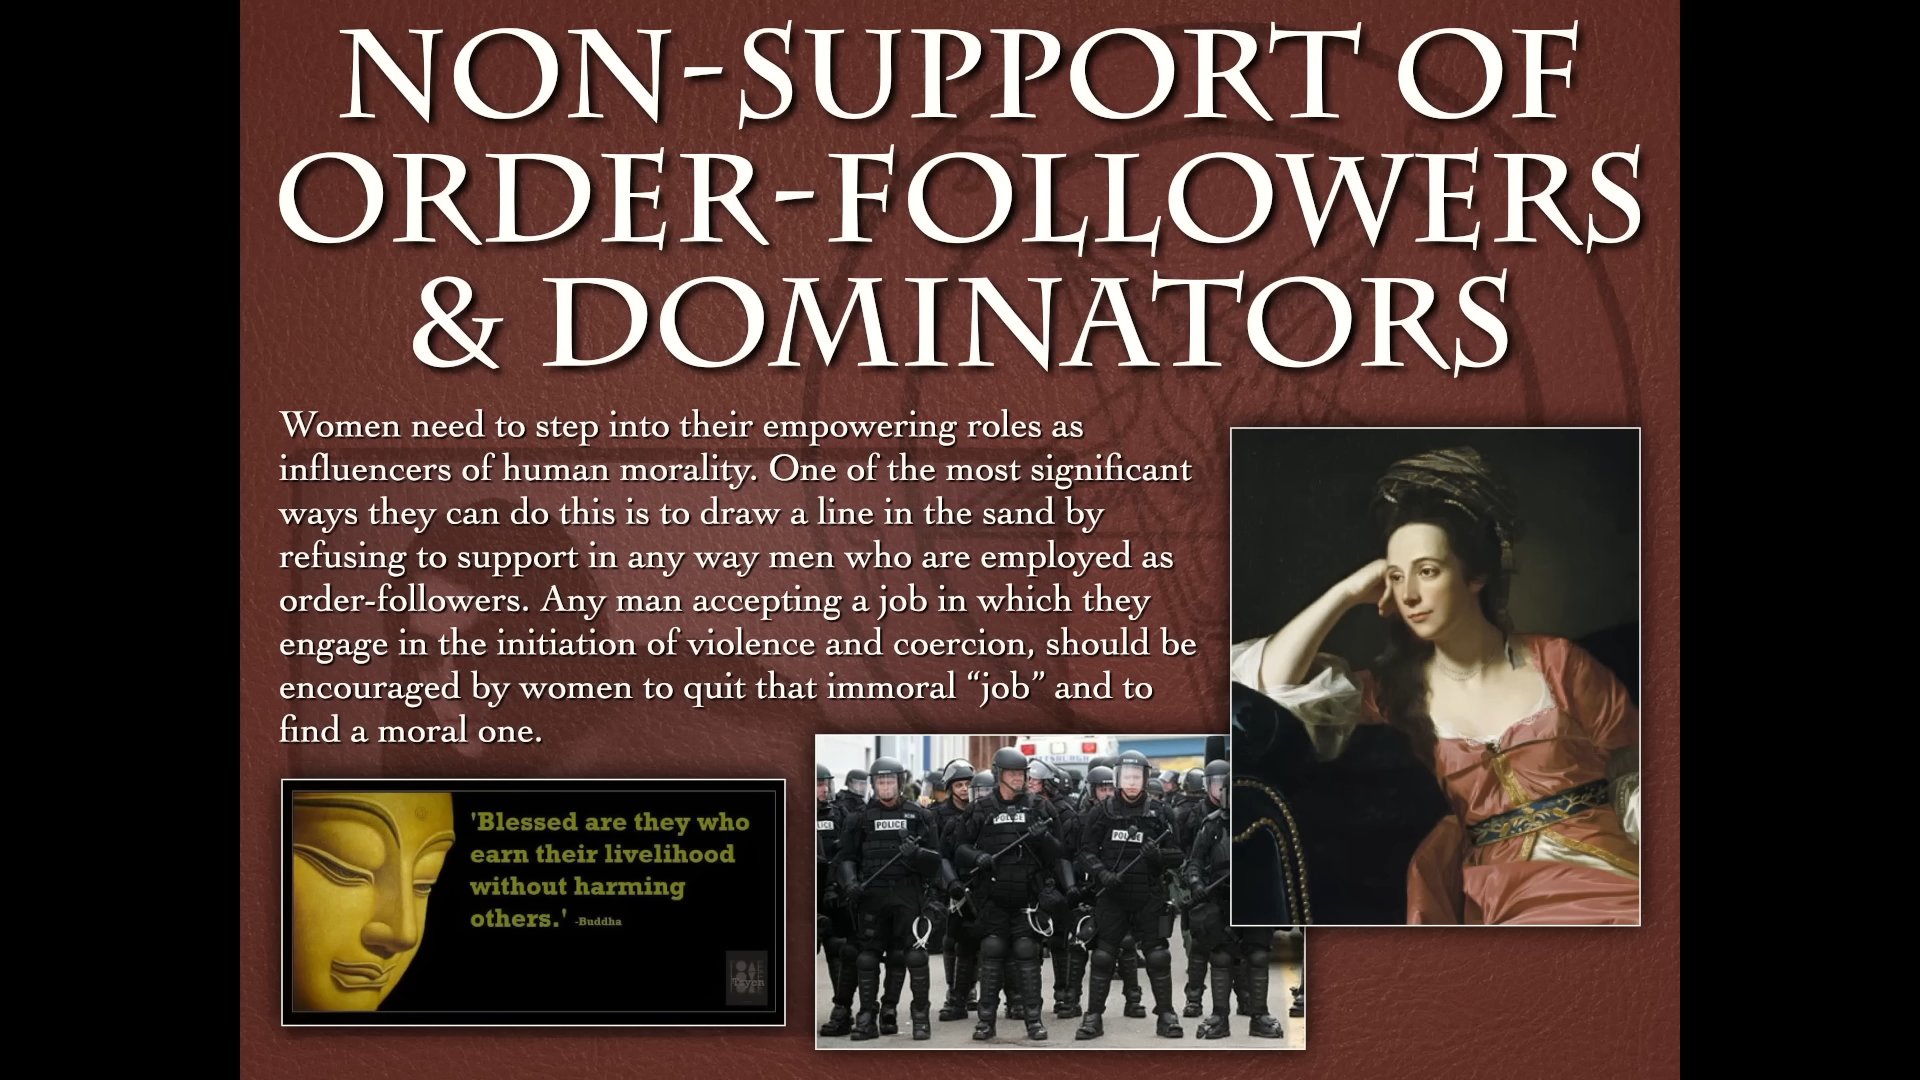 NON-SUPPORT OF
ORDER-FOLLOWERS
& DOMINATORS
Women need to step into their empowering roles as
influencers of human morality. One of the most significant
ways they can do this is to draw a line in the sand by
refusing to support in any way men who are employed as
order-followers. Any man accepting a job in which they
engage in the initiation of violence and coercion, should be
encouraged by women to quit that immoral “job” and to
find a moral one.
'Blessed are they who
earn their livelihood
without harming
others.' -Buddha
POLICE
POLICE